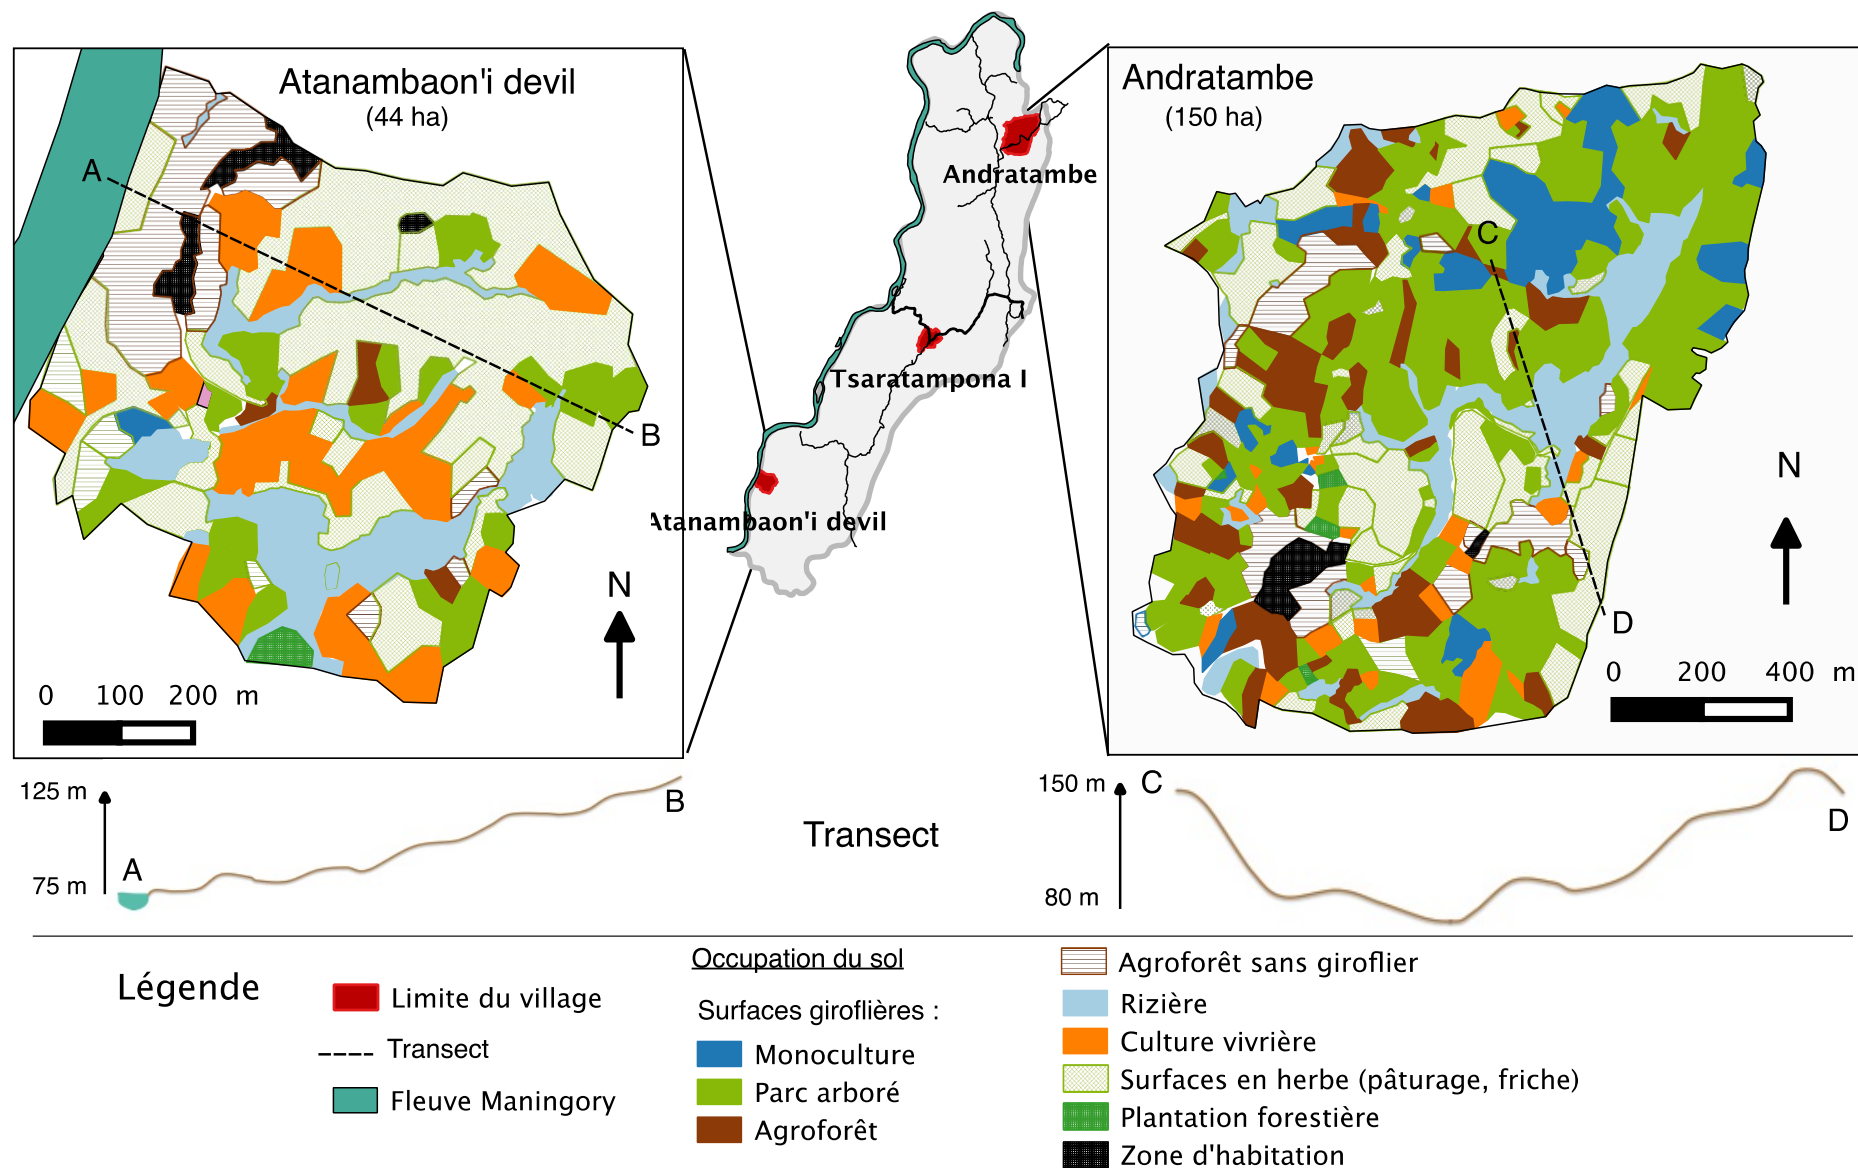 Atanambaon'i devil
(44 ha)
A
B
N
0 100 200 m
Andratambe
Tsaratampona I
Atanambaon'i devil
Andratambe
(150 ha)
C
D
N
0 200 400 m
125 m
75 m
A
B
Transect
150 m
80 m
C
D
Légende
Limite du village
Transect
Fleuve Maningory
Occupation du sol
Surfaces giroflières :
Monoculture
Parc arboré
Agroforêt
Agroforêt sans giroflier
Rizière
Culture vivrière
Surfaces en herbe (pâturage, friche)
Plantation forestière
Zone d'habitation